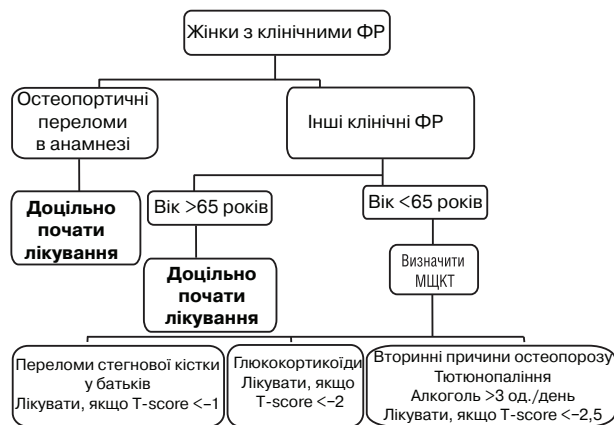 Жінки з клінічними ФР
Остеопортичні
переломи
в анамнезі
Інші клінічні ФР
Доцільно
почати
лікування
Вік >65 років
Вік <65 років
Доцільно
почати
лікування
Визначити
МЩКТ
Переломи стегнової кістки
у батьків
Лікувати, якщо T-score <–1
Глюкокортикоїди
Лікувати, якщо
T-score <–2
Вторинні причини остеопорозу
Тютюнопаління
Алкоголь >3 од./день
Лікувати, якщо T-score <–2,5